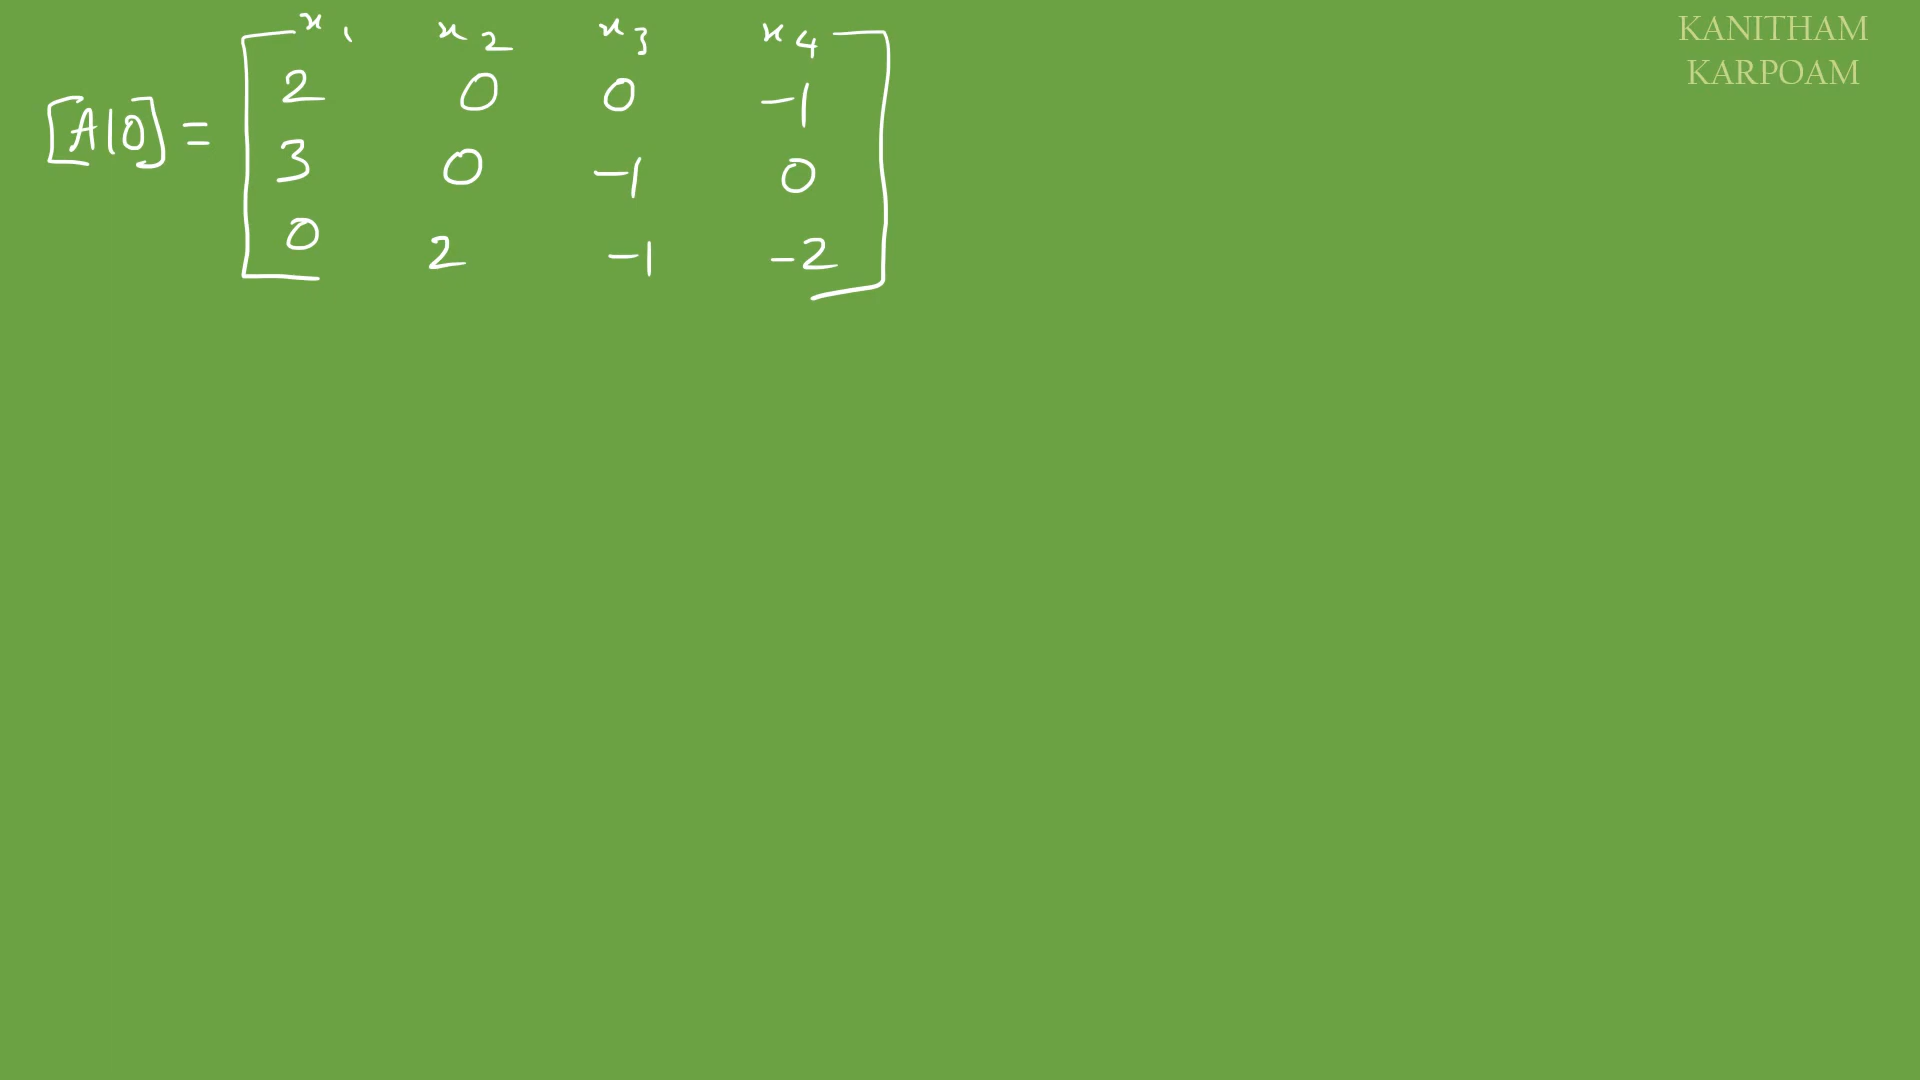 x₁ x₂ x₃ x₄
2 0 0 -1
[A|0] =
3 0 -1 0
0 2 -1 -2
KANITHAM
KARPOAM